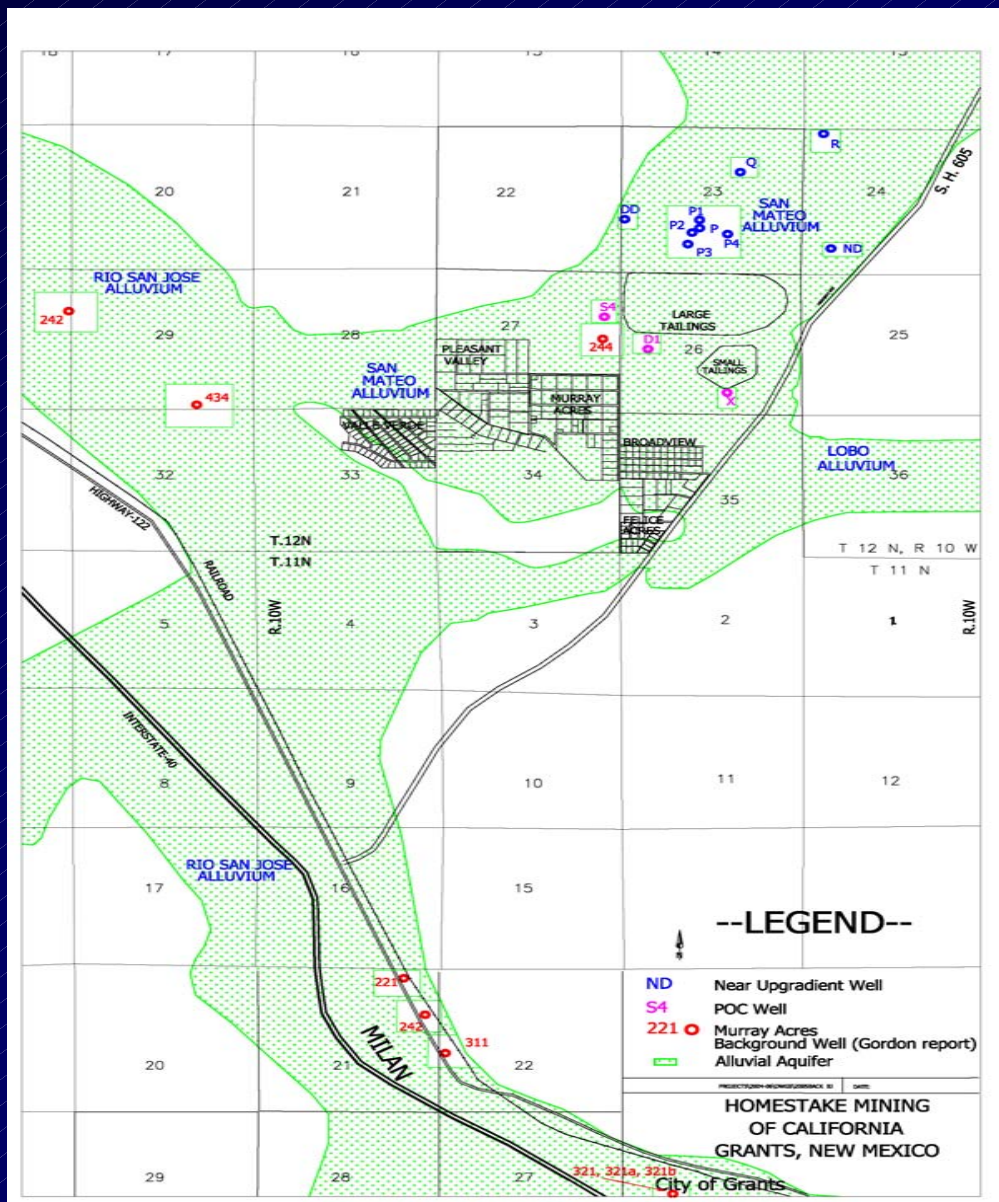 20
21
22
23
24
R
Q
S. H. 605
DD
P1
P2
P
P3
P4
SAN
MATEO
ALLUVIUM
ND
RIO SAN JOSE
ALLUVIUM
242
29
28
27
S4
244
D1
LARGE
TAILINGS
26
SMALL
TAILINGS
X
25
PLEASANT
VALLEY
SAN
MATEO
ALLUVIUM
MURRAY
ACRES
434
VALLE VERDE
BROADVIEW
LOBO
ALLUVIUM
32
33
34
35
36
FELICE
ACRES
HIGHWAY-122
T.12N
T.11N
T 12 N, R 10 W
T 11 N
RAILROAD
R.10W
5
4
3
2
1
R.10W
INTERSTATE-40
8
9
10
11
12
RIO SAN JOSE
ALLUVIUM
17
16
15
221
242
311
MILAN
20
21
22
29
28
27
321, 321a, 321b
City of Grants
--LEGEND--
N
ND Near Upgradient Well
S4 POC Well
221 Murray Acres
Background Well (Gordon report)
Alluvial Aquifer
DATE:
HOMESTAKE MINING
OF CALIFORNIA
GRANTS, NEW MEXICO